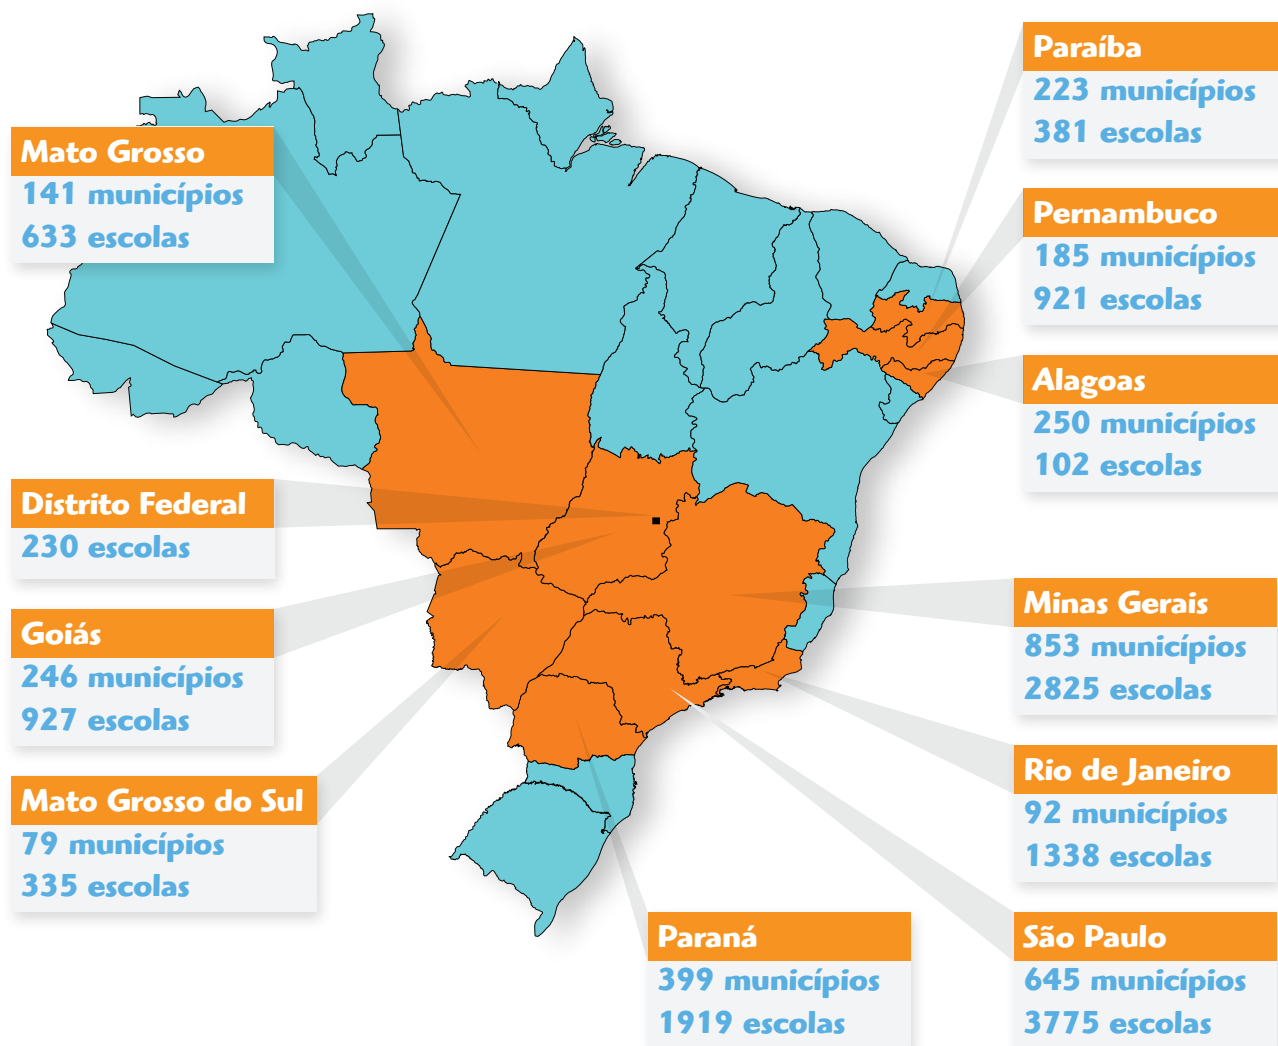 Mato Grosso
141 municípios
633 escolas
Distrito Federal
230 escolas
Goiás
246 municípios
927 escolas
Mato Grosso do Sul
79 municípios
335 escolas
Paraná
399 municípios
1919 escolas
Paraíba
223 municípios
381 escolas
Pernambuco
185 municípios
921 escolas
Alagoas
250 municípios
102 escolas
Minas Gerais
853 municípios
2825 escolas
Rio de Janeiro
92 municípios
1338 escolas
São Paulo
645 municípios
3775 escolas